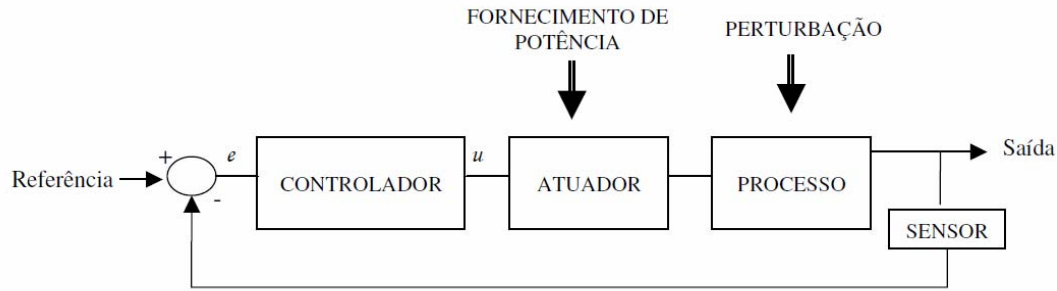 FORNECIMENTO DE
POTÊNCIA
PERTURBAÇÃO
Referência
+
-
e
CONTROLADOR
u
ATUADOR
PROCESSO
Saída
SENSOR